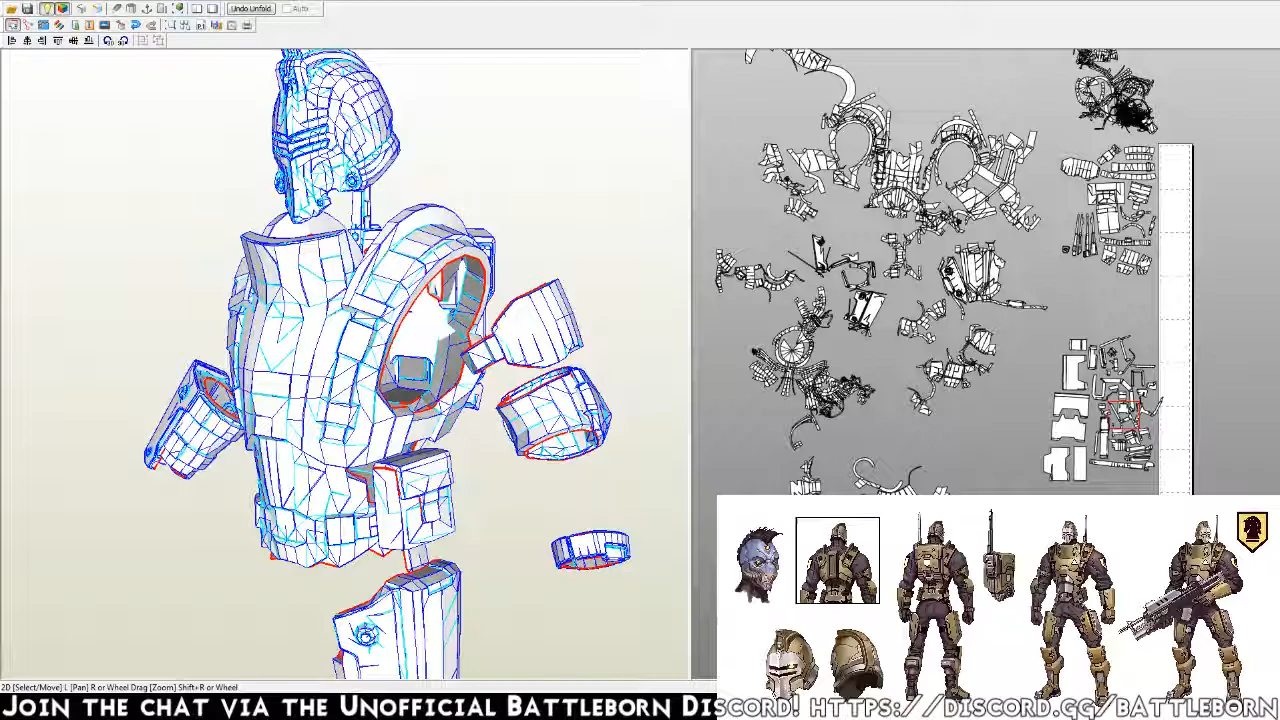 Undo Unfold
Auto
2D [Select/Move] L [Pan] R or Wheel Drag [Zoom] Shift+R or Wheel
Join the chat via the Unofficial Battleborn Discord! https://discord.gg/battleborn